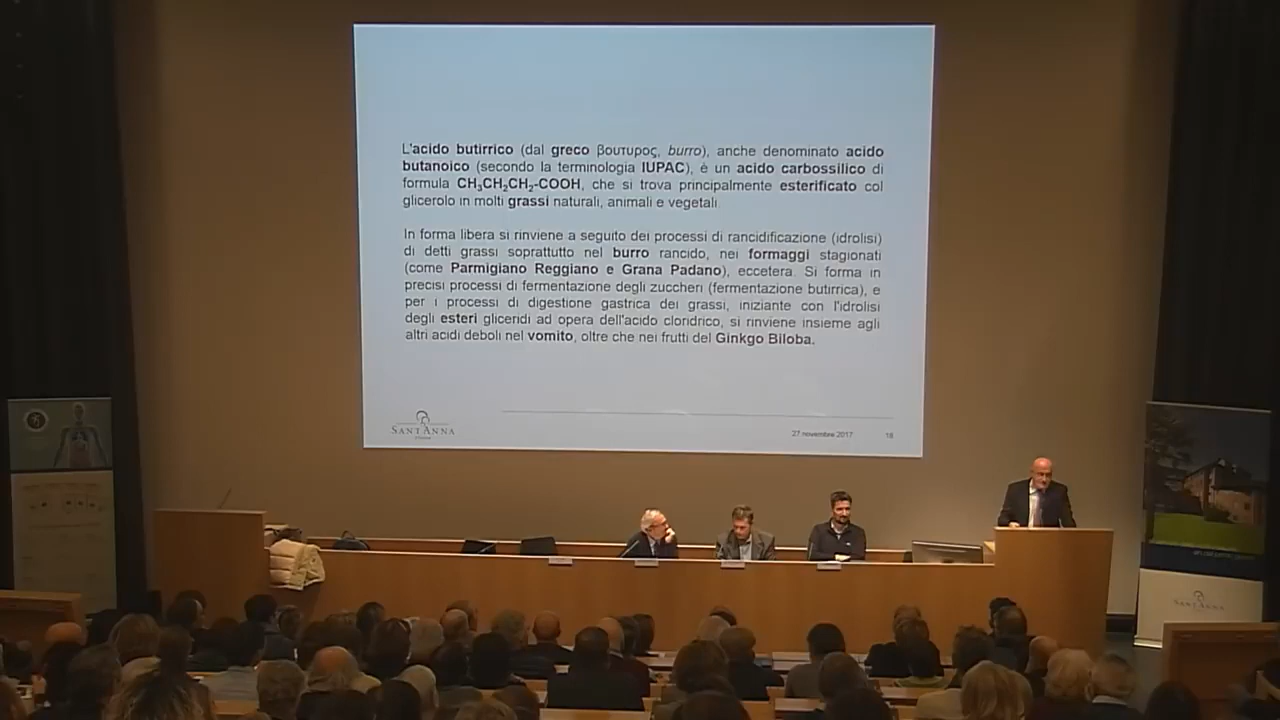 L'acido butirrico (dal greco βουτυρος, burro), anche denominato acido
butanoico (secondo la terminologia IUPAC), è un acido carbossilico di
formula CH₃CH₂CH₂-COOH, che si trova principalmente esterificato col
glicerolo in molti grassi naturali, animali e vegetali.
In forma libera si rinviene a seguito dei processi di rancidificazione (idrolisi)
di detti grassi soprattutto nel burro rancido, nei formaggi stagionati
(come Parmigiano Reggiano e Grana Padano), eccetera. Si forma in
precisi processi di fermentazione degli zuccheri (fermentazione butirrica), e
per i processi di digestione gastrica dei grassi, iniziante con l'idrolisi
degli esteri gliceridi ad opera dell'acido cloridrico, si rinviene insieme agli
altri acidi deboli nel vomito, oltre che nei frutti del Ginkgo Biloba.
SANT'ANNA
27 novembre 2017
18
SANT'ANNA